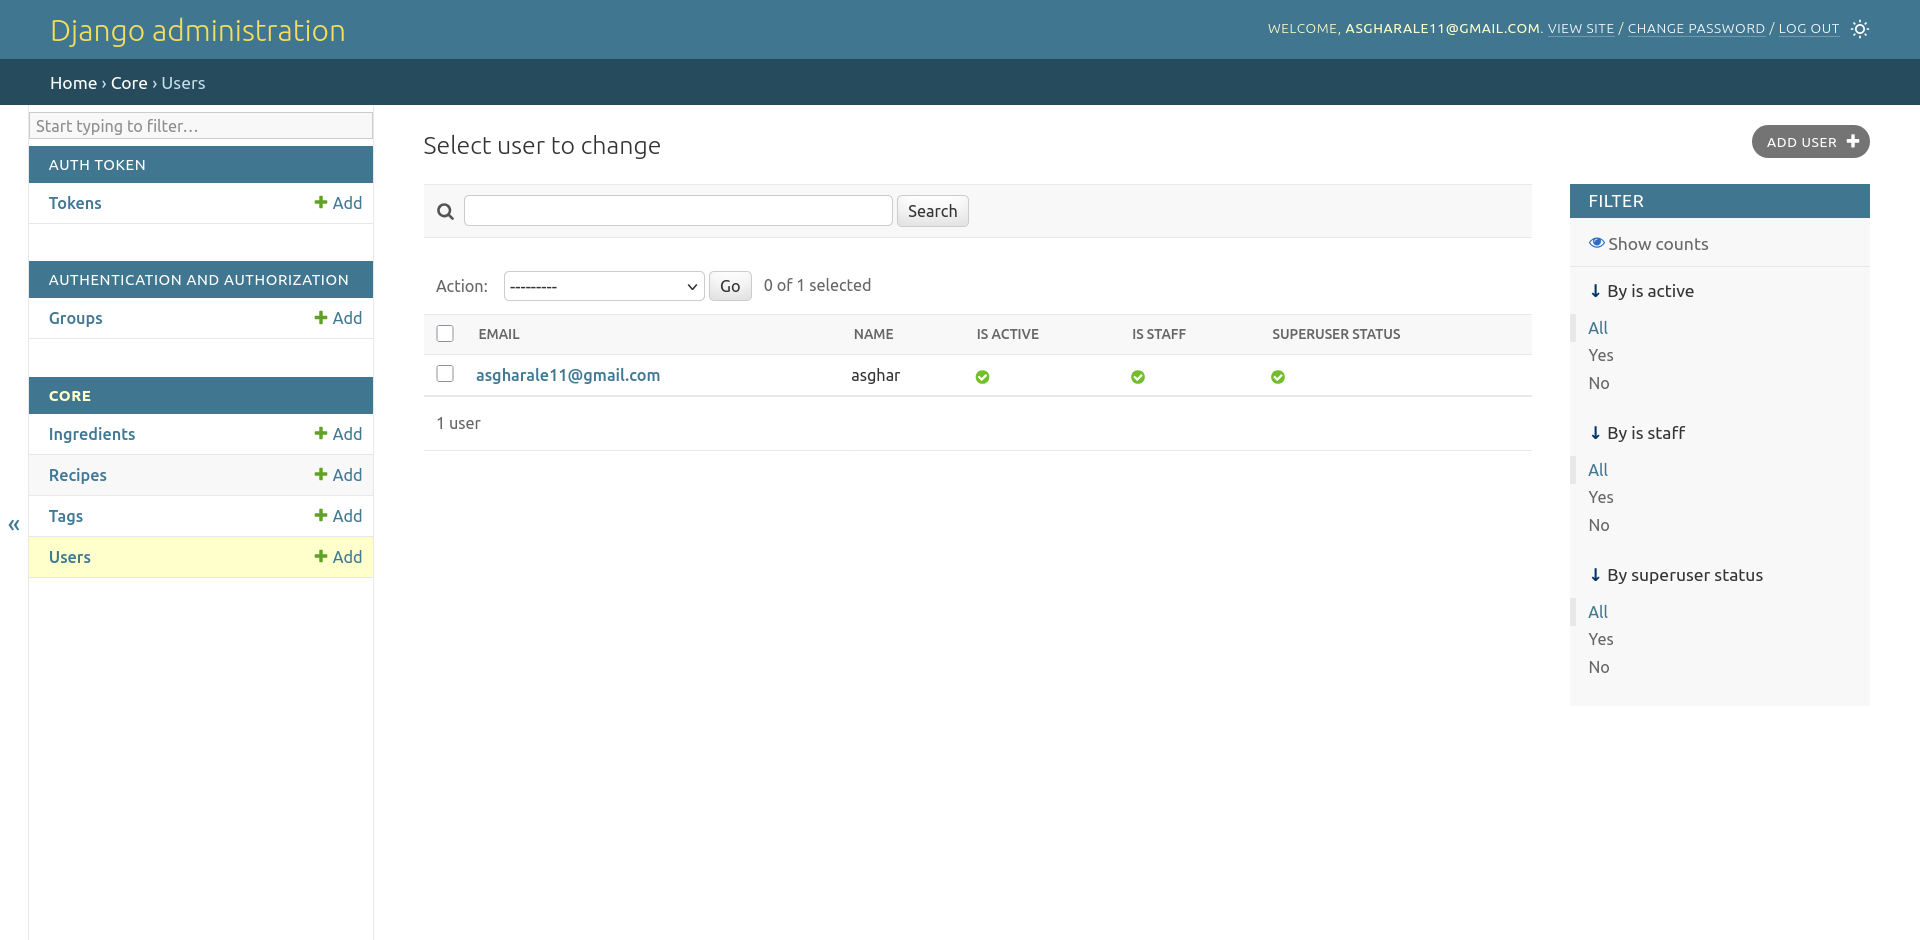 Django administration
WELCOME, ASGHARALE11@GMAIL.COM. VIEW SITE / CHANGE PASSWORD / LOG OUT
Home › Core › Users
Start typing to filter...
AUTH TOKEN
Tokens Add
AUTHENTICATION AND AUTHORIZATION
Groups Add
CORE
Ingredients Add
Recipes Add
Tags Add
Users Add
«
Select user to change
ADD USER
Search
Action: --------- Go 0 of 1 selected
EMAIL NAME IS ACTIVE IS STAFF SUPERUSER STATUS
asgharale11@gmail.com asghar
1 user
FILTER
Show counts
↓ By is active
All
Yes
No
↓ By is staff
All
Yes
No
↓ By superuser status
All
Yes
No